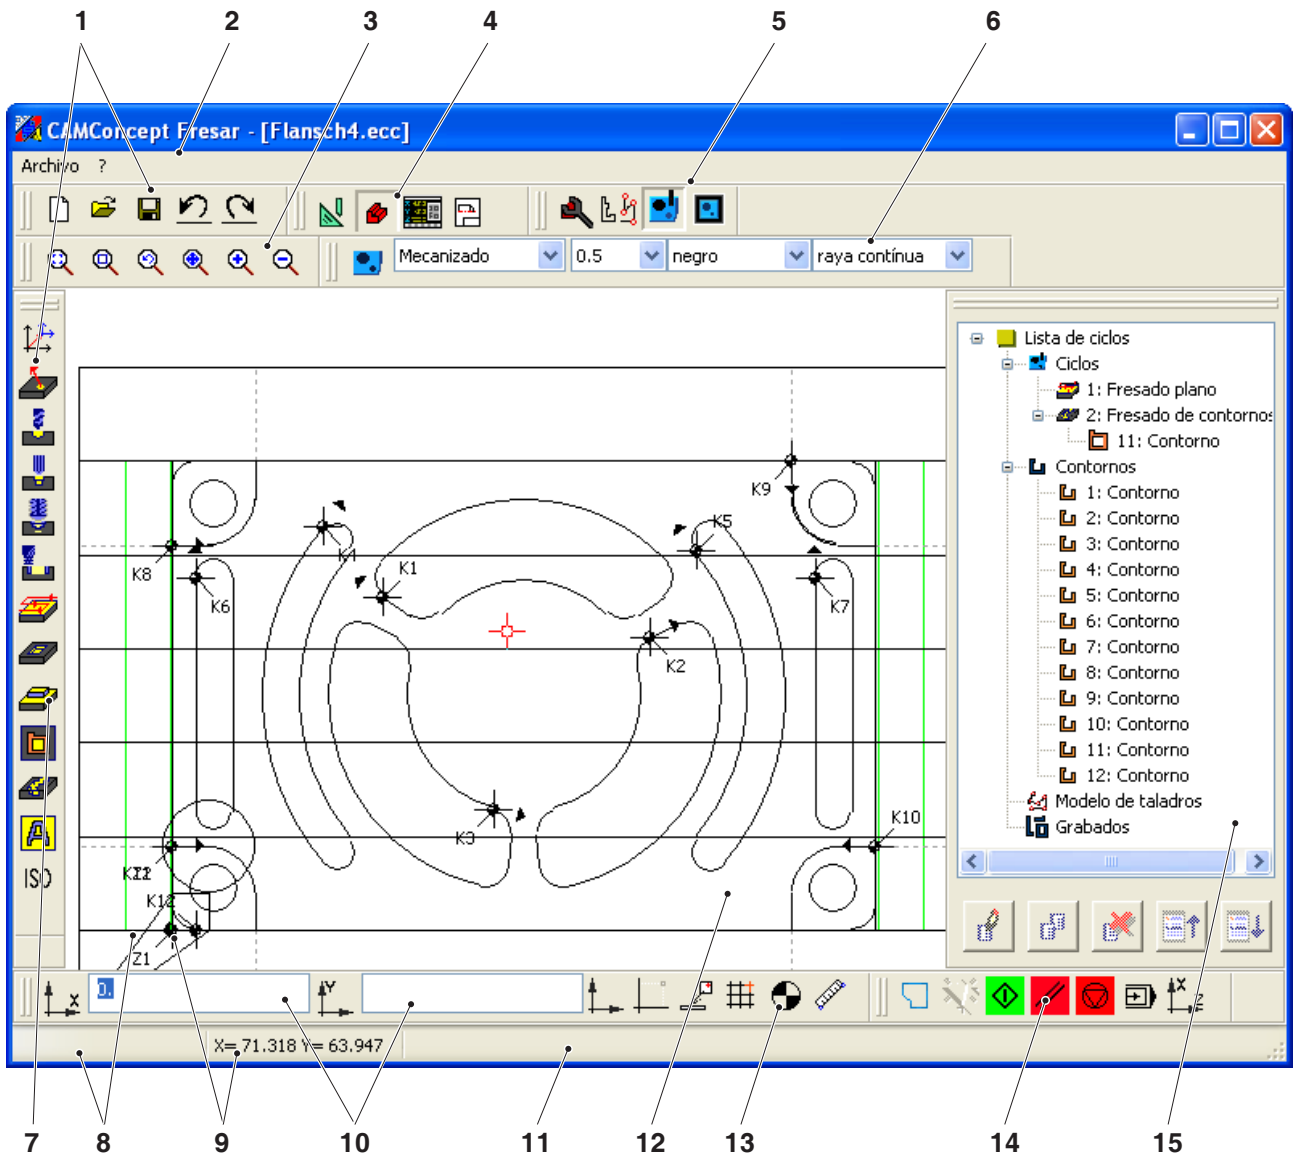 1 2 3 4 5 6
CAMConcept Fresar - [Flansch4.ecc]
Archivo ?
Mecanizado 0.5 negro raya contínua
Lista de ciclos
Ciclos
1: Fresado plano
2: Fresado de contornos
11: Contorno
Contornos
1: Contorno
2: Contorno
3: Contorno
4: Contorno
5: Contorno
6: Contorno
7: Contorno
8: Contorno
9: Contorno
10: Contorno
11: Contorno
12: Contorno
Modelo de taladros
Grabados
K9
K5
K4
K8
K1
K6
K7
K2
K3
K10
K12
Z1
ISO
X 0. Y
X Z
X= 71.318 Y= 63.947
7 8 9 10 11 12 13 14 15